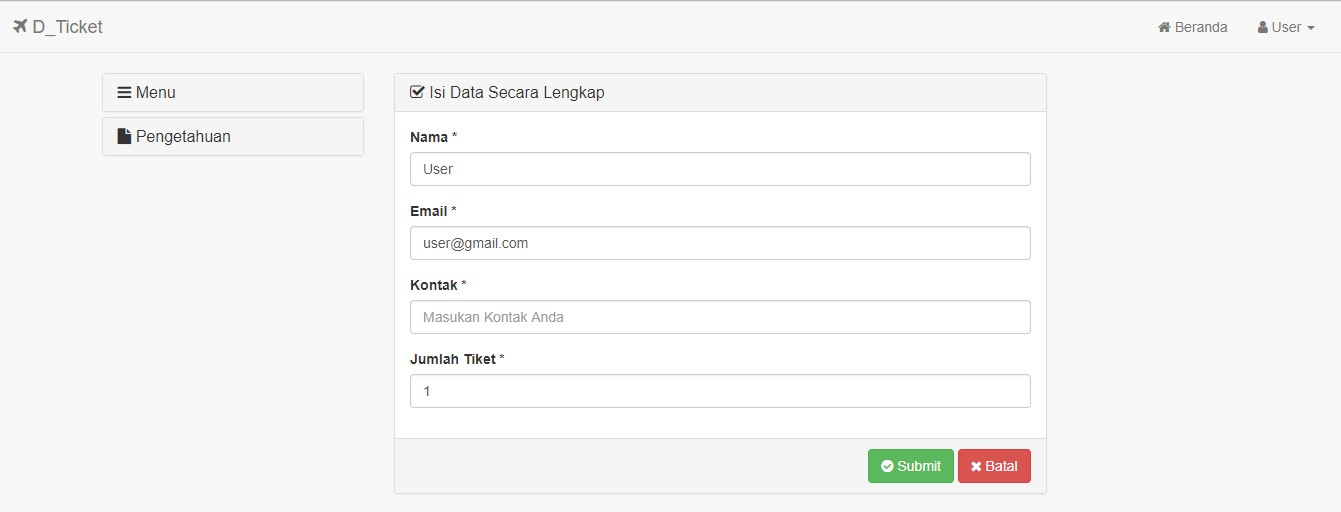 D_Ticket
Beranda
User
Menu
Pengetahuan
Isi Data Secara Lengkap
Nama *
User
Email *
user@gmail.com
Kontak *
Masukan Kontak Anda
Jumlah Tiket *
1
Submit
Batal